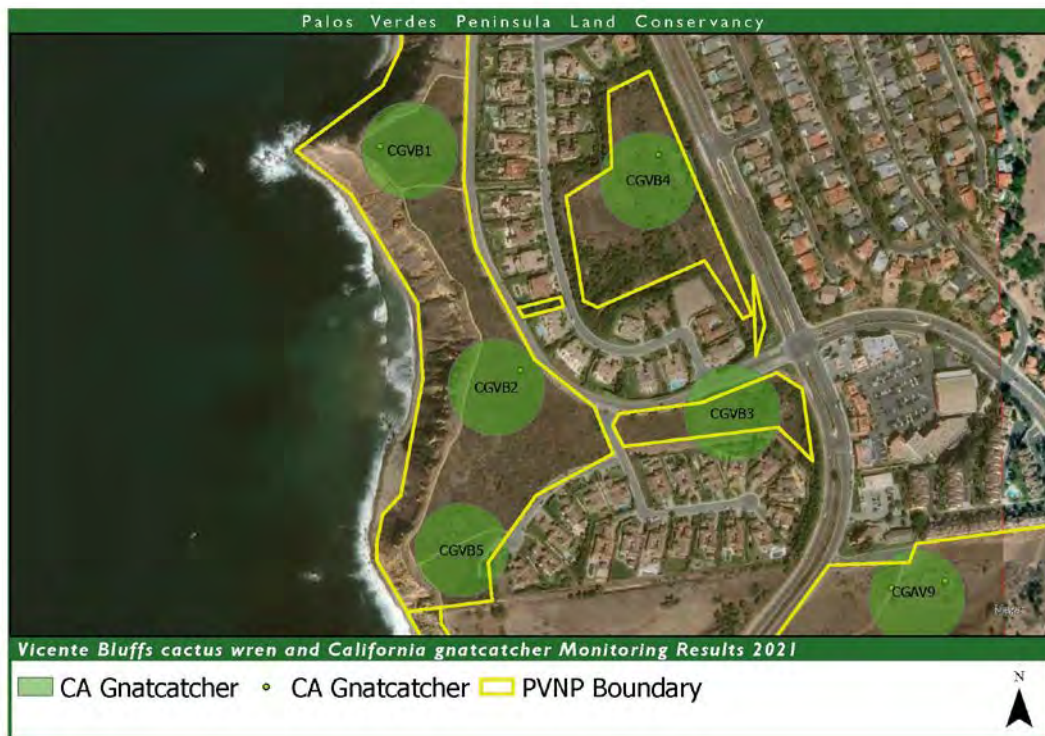 Palos Verdes Peninsula Land Conservancy
CGVB1
CGVB4
CGVB2
CGVB3
CGVB5
CGAV9
Vicente Bluffs cactus wren and California gnatcatcher Monitoring Results 2021
CA Gnatcatcher
CA Gnatcatcher
PVNP Boundary
N